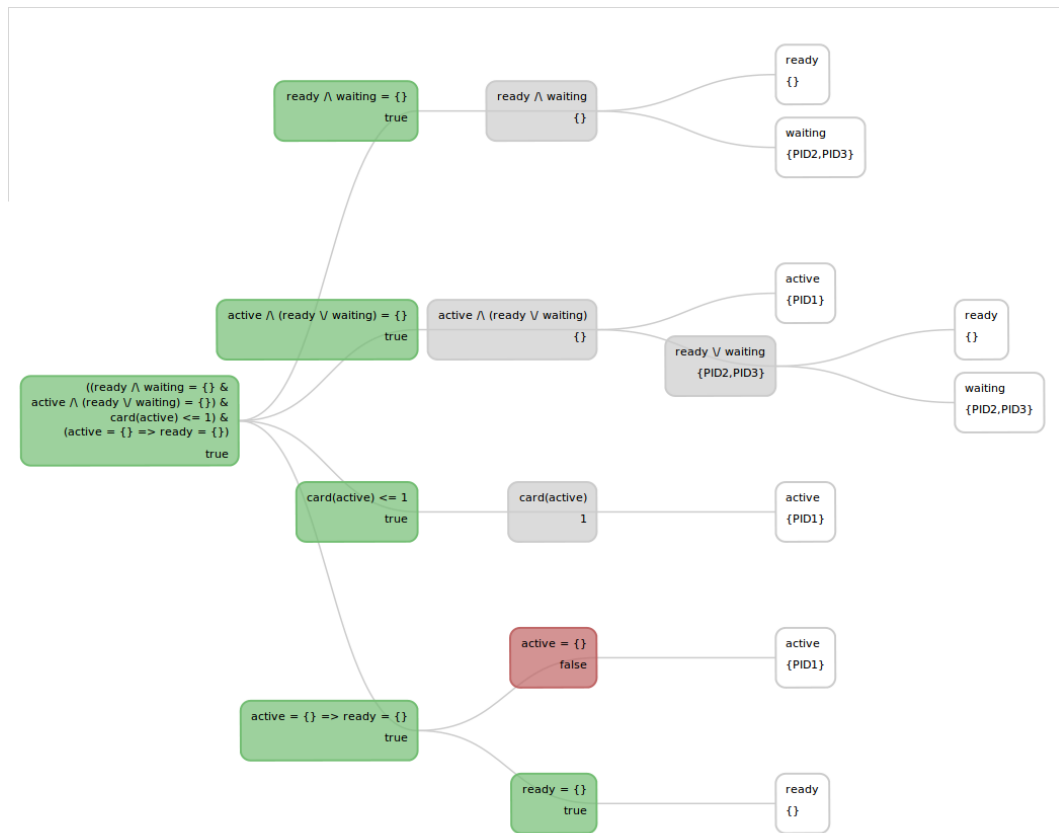 ready
{}
ready /\ waiting = {}
true
ready /\ waiting
{}
waiting
{PID2,PID3}
active
{PID1}
active /\ (ready \/ waiting) = {}
true
active /\ (ready \/ waiting)
{}
ready \/ waiting
{PID2,PID3}
ready
{}
waiting
{PID2,PID3}
((ready /\ waiting = {} &
active /\ (ready \/ waiting) = {}) &
card(active) <= 1) &
(active = {} => ready = {})
true
card(active) <= 1
true
card(active)
1
active
{PID1}
active = {}
false
active
{PID1}
active = {} => ready = {}
true
ready = {}
true
ready
{}